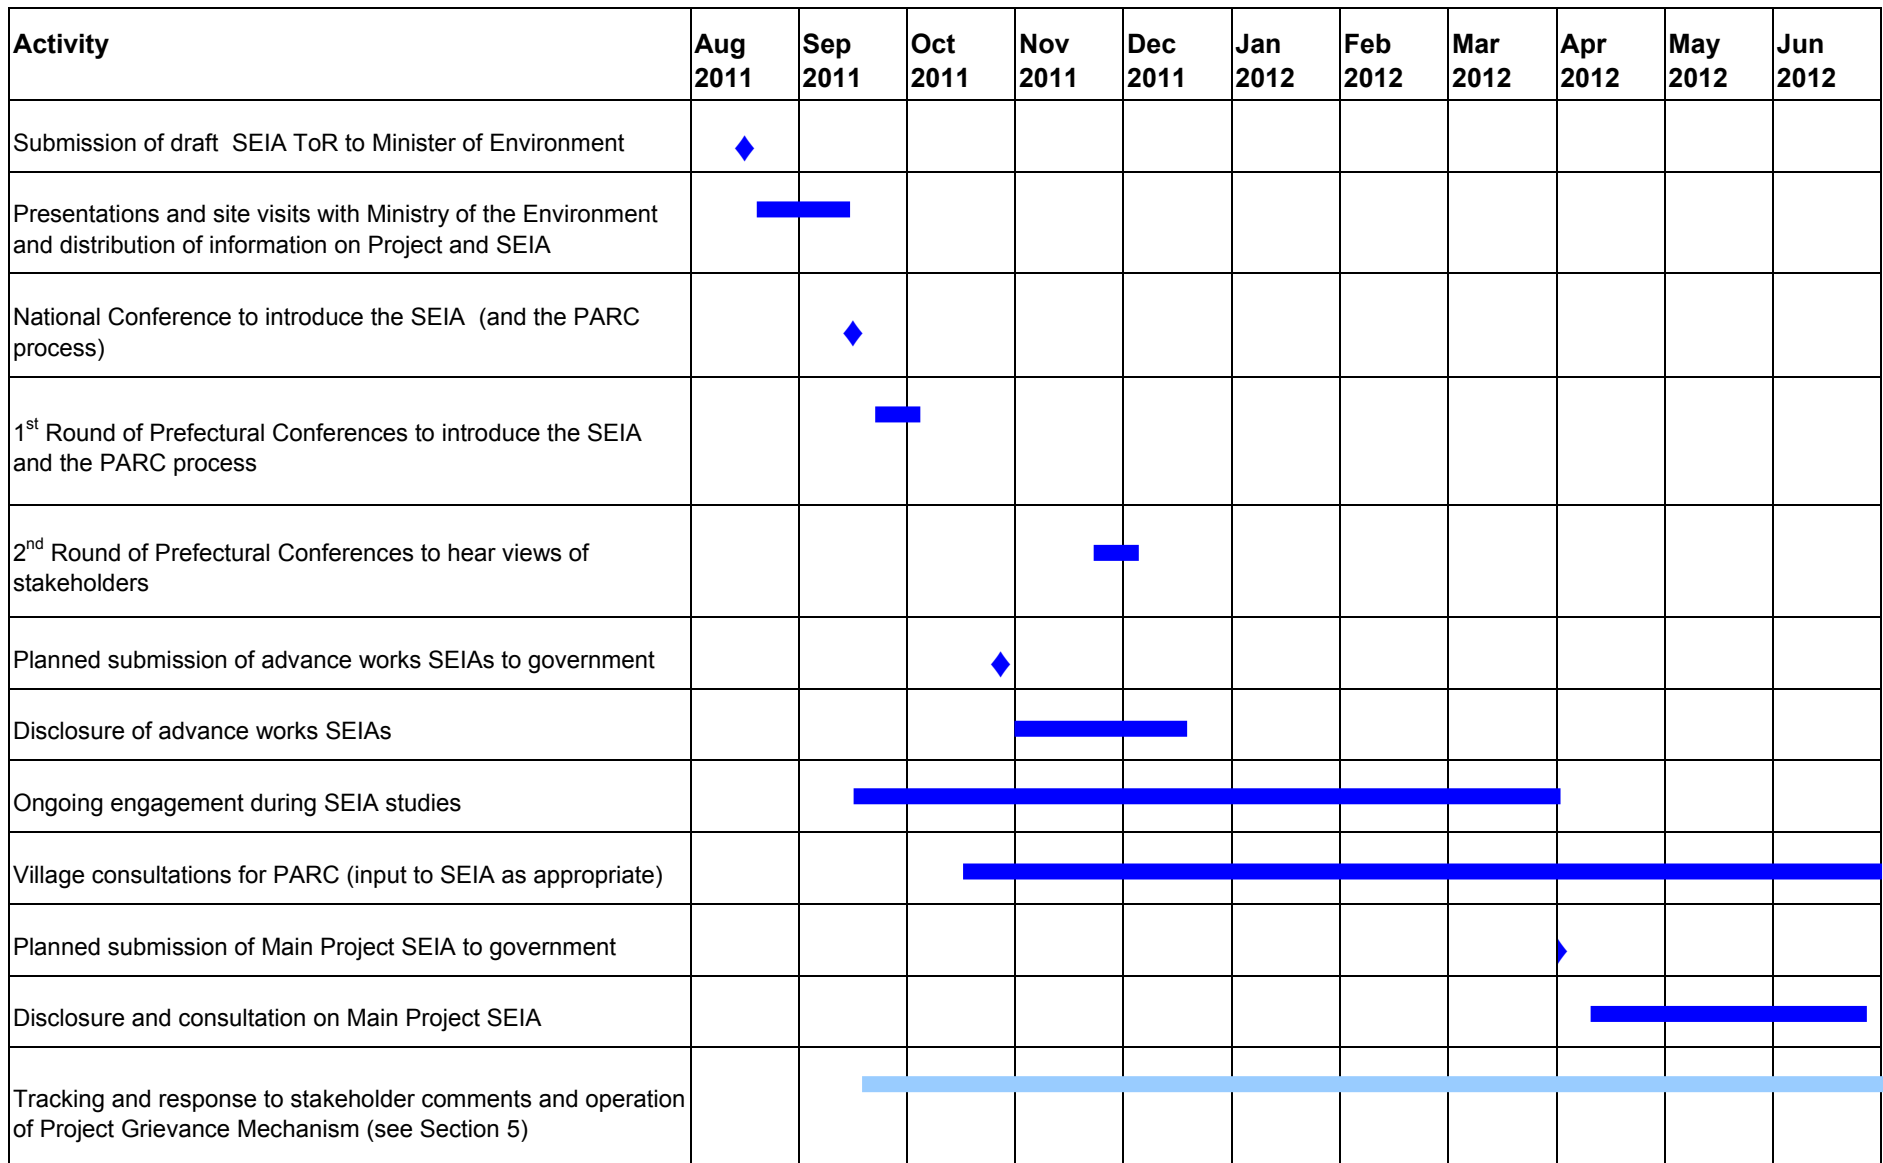 Activity
Aug
2011
Sep
2011
Oct
2011
Nov
2011
Dec
2011
Jan
2012
Feb
2012
Mar
2012
Apr
2012
May
2012
Jun
2012
Submission of draft  SEIA ToR to Minister of Environment
Presentations and site visits with Ministry of the Environment
and distribution of information on Project and SEIA
National Conference to introduce the SEIA  (and the PARC
process)
1st Round of Prefectural Conferences to introduce the SEIA
and the PARC process
2nd Round of Prefectural Conferences to hear views of
stakeholders
Planned submission of advance works SEIAs to government
Disclosure of advance works SEIAs
Ongoing engagement during SEIA studies
Village consultations for PARC (input to SEIA as appropriate)
Planned submission of Main Project SEIA to government
Disclosure and consultation on Main Project SEIA
Tracking and response to stakeholder comments and operation
of Project Grievance Mechanism (see Section 5)